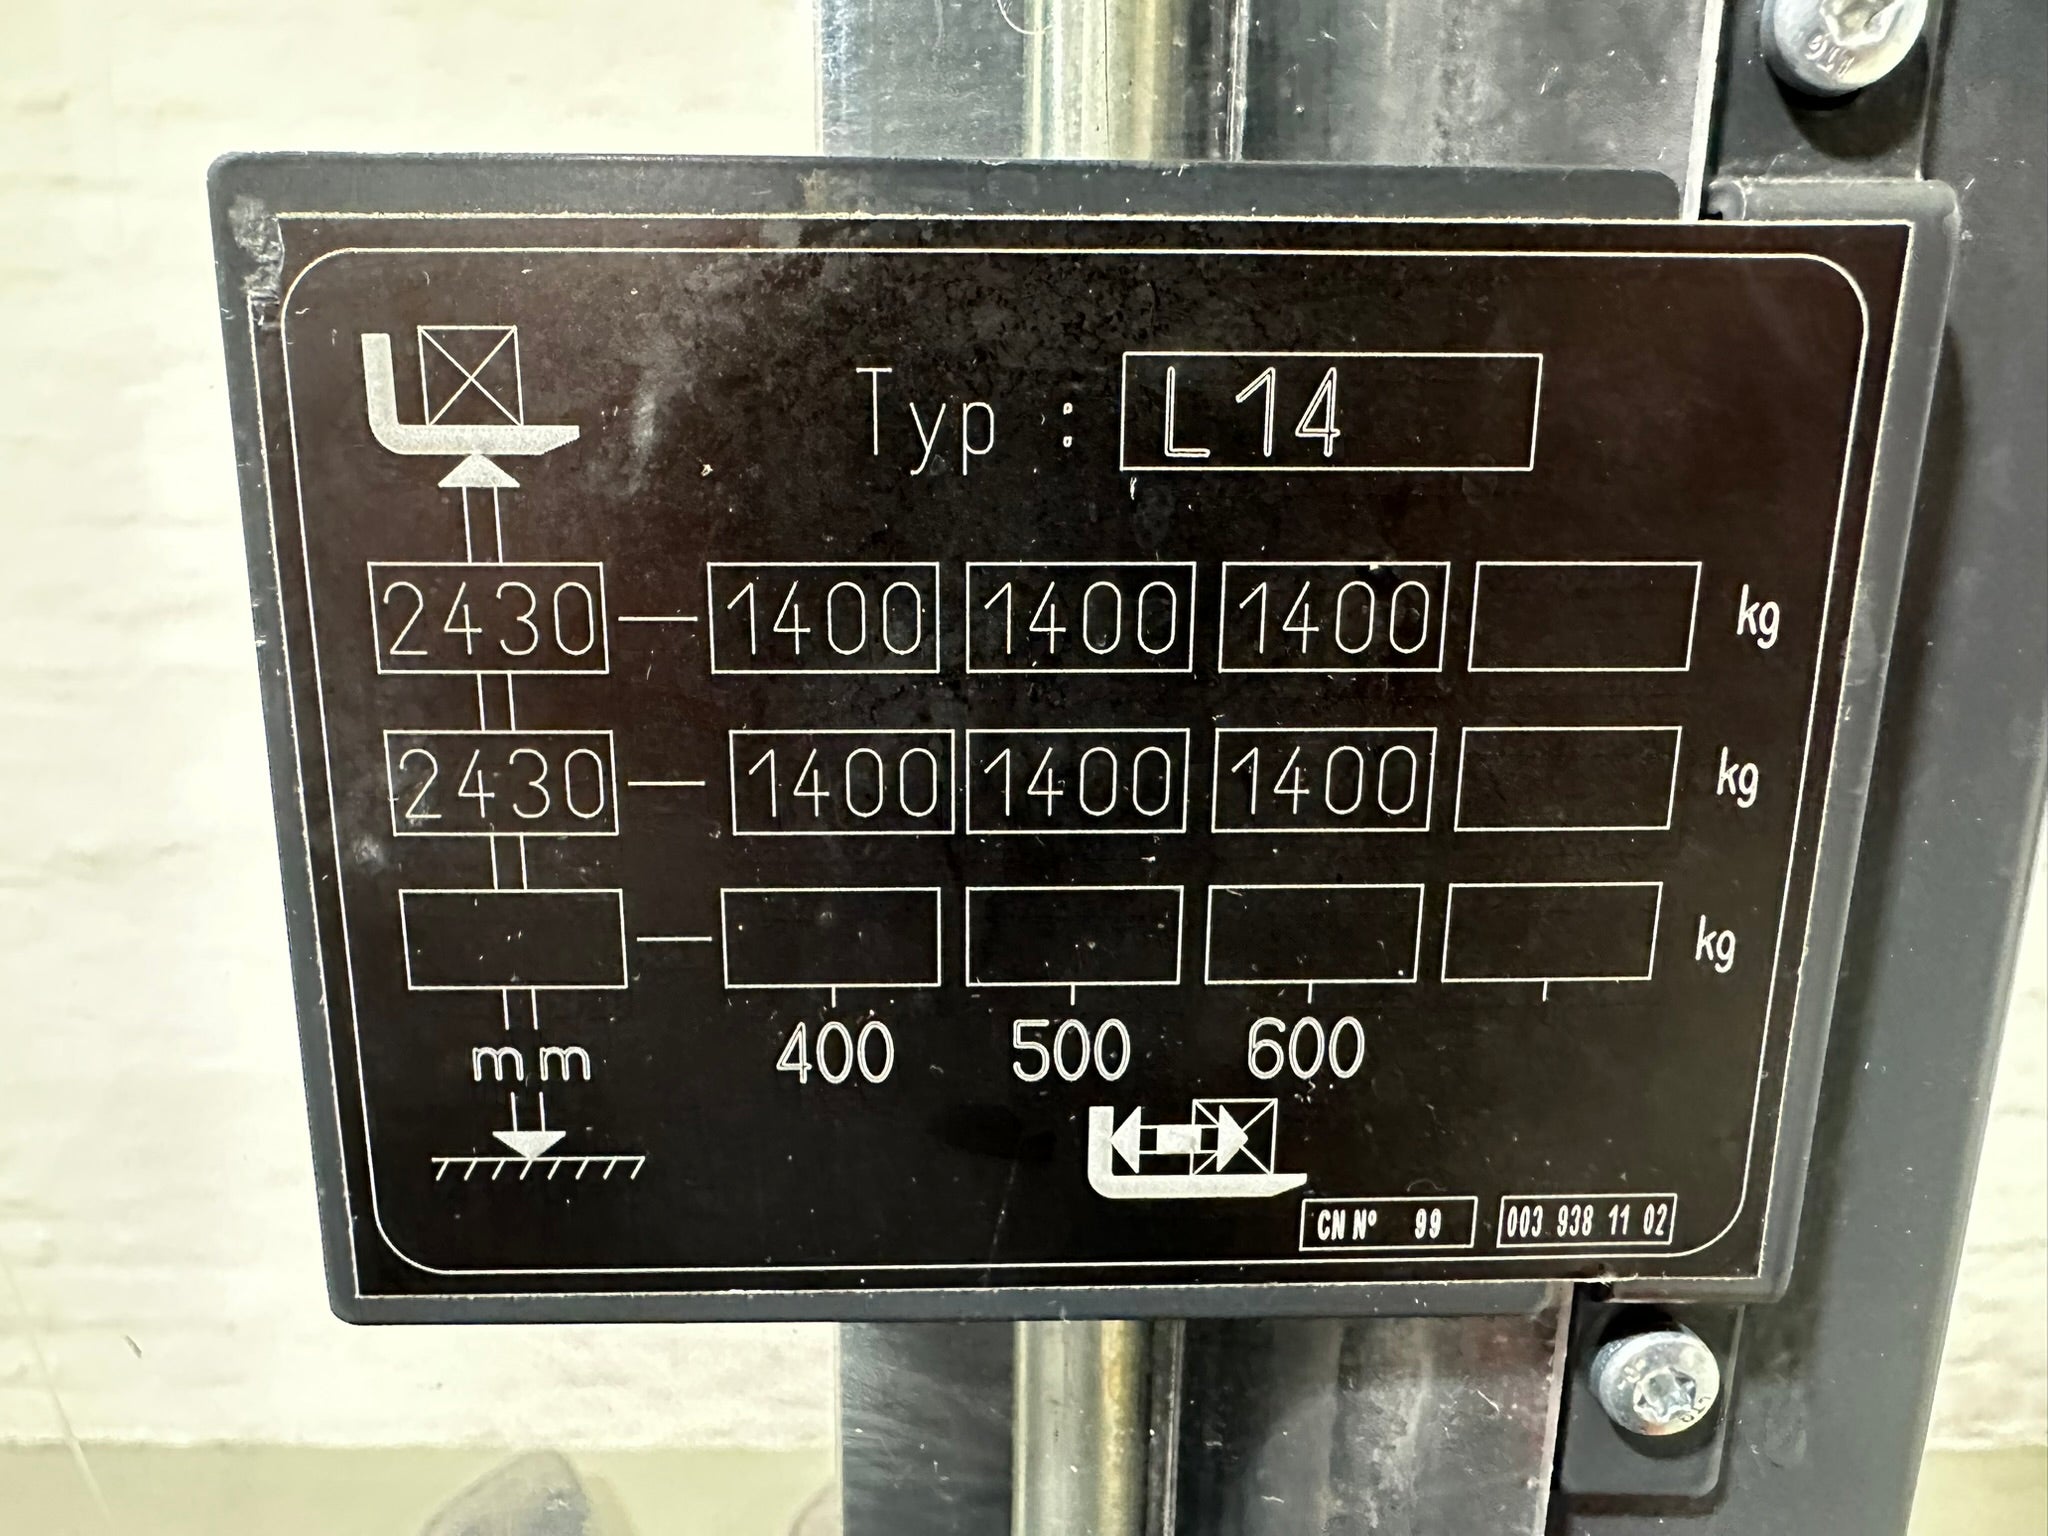 Typ : L14
2430 1400 1400 1400 kg
2430 1400 1400 1400 kg
kg
mm 400 500 600
CN Nº 99 003 938 11 02